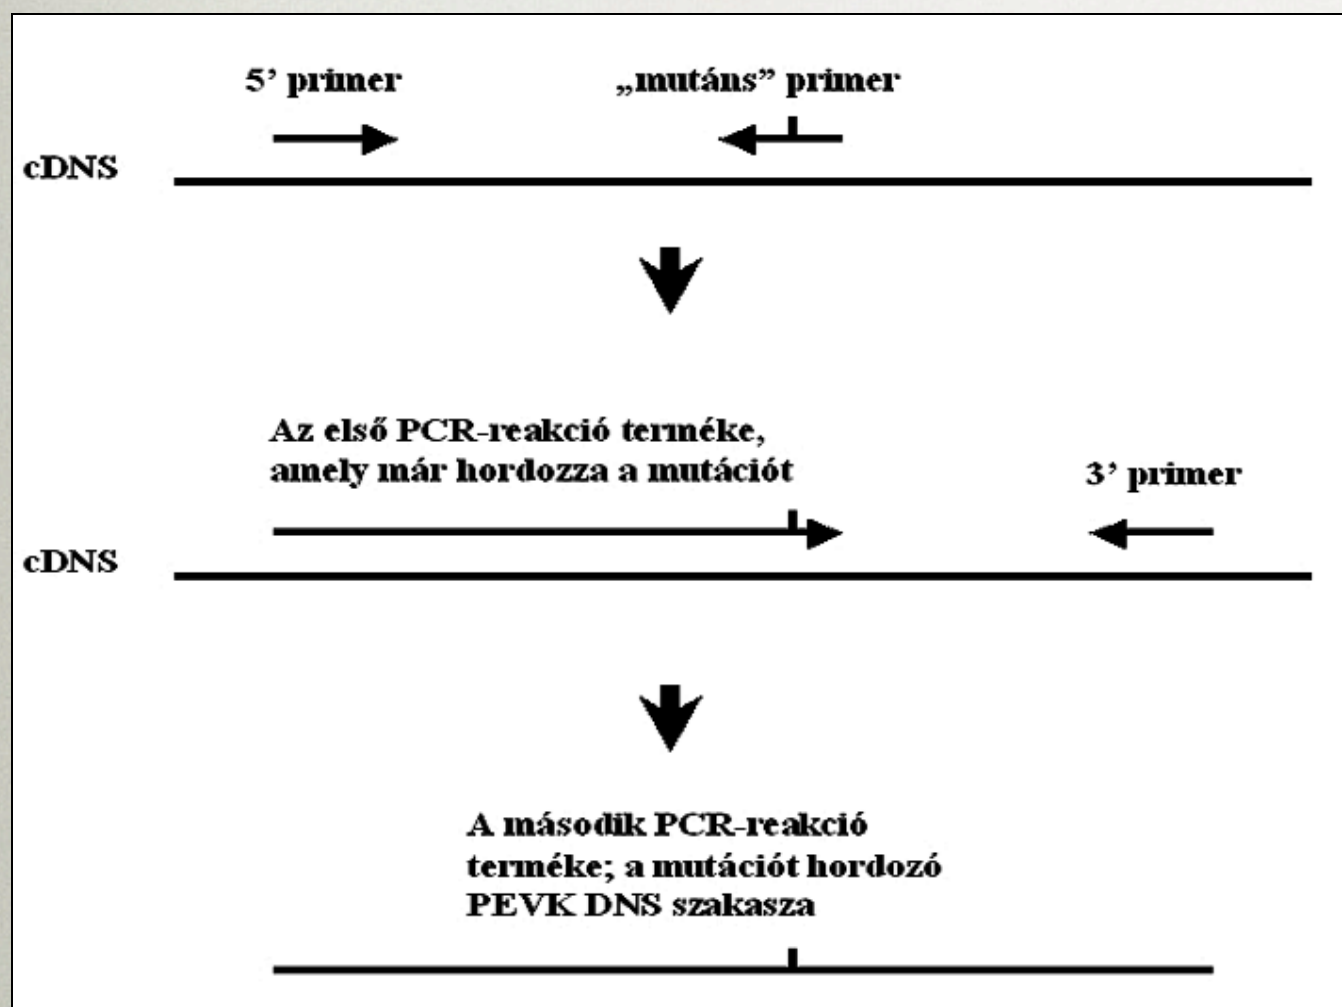 5’ primer
„mutáns” primer
cDNS
Az első PCR-reakció terméke,
amely már hordozza a mutációt
3’ primer
cDNS
A második PCR-reakció
terméke; a mutációt hordozó
PEVK DNS szakasza